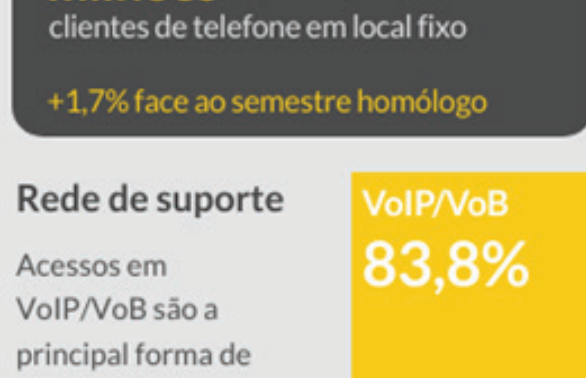 clientes de telefone em local fixo
+1,7% face ao semestre homólogo
Rede de suporte
Acessos em
VoIP/VoB são a
principal forma de
VoIP/VoB
83,8%